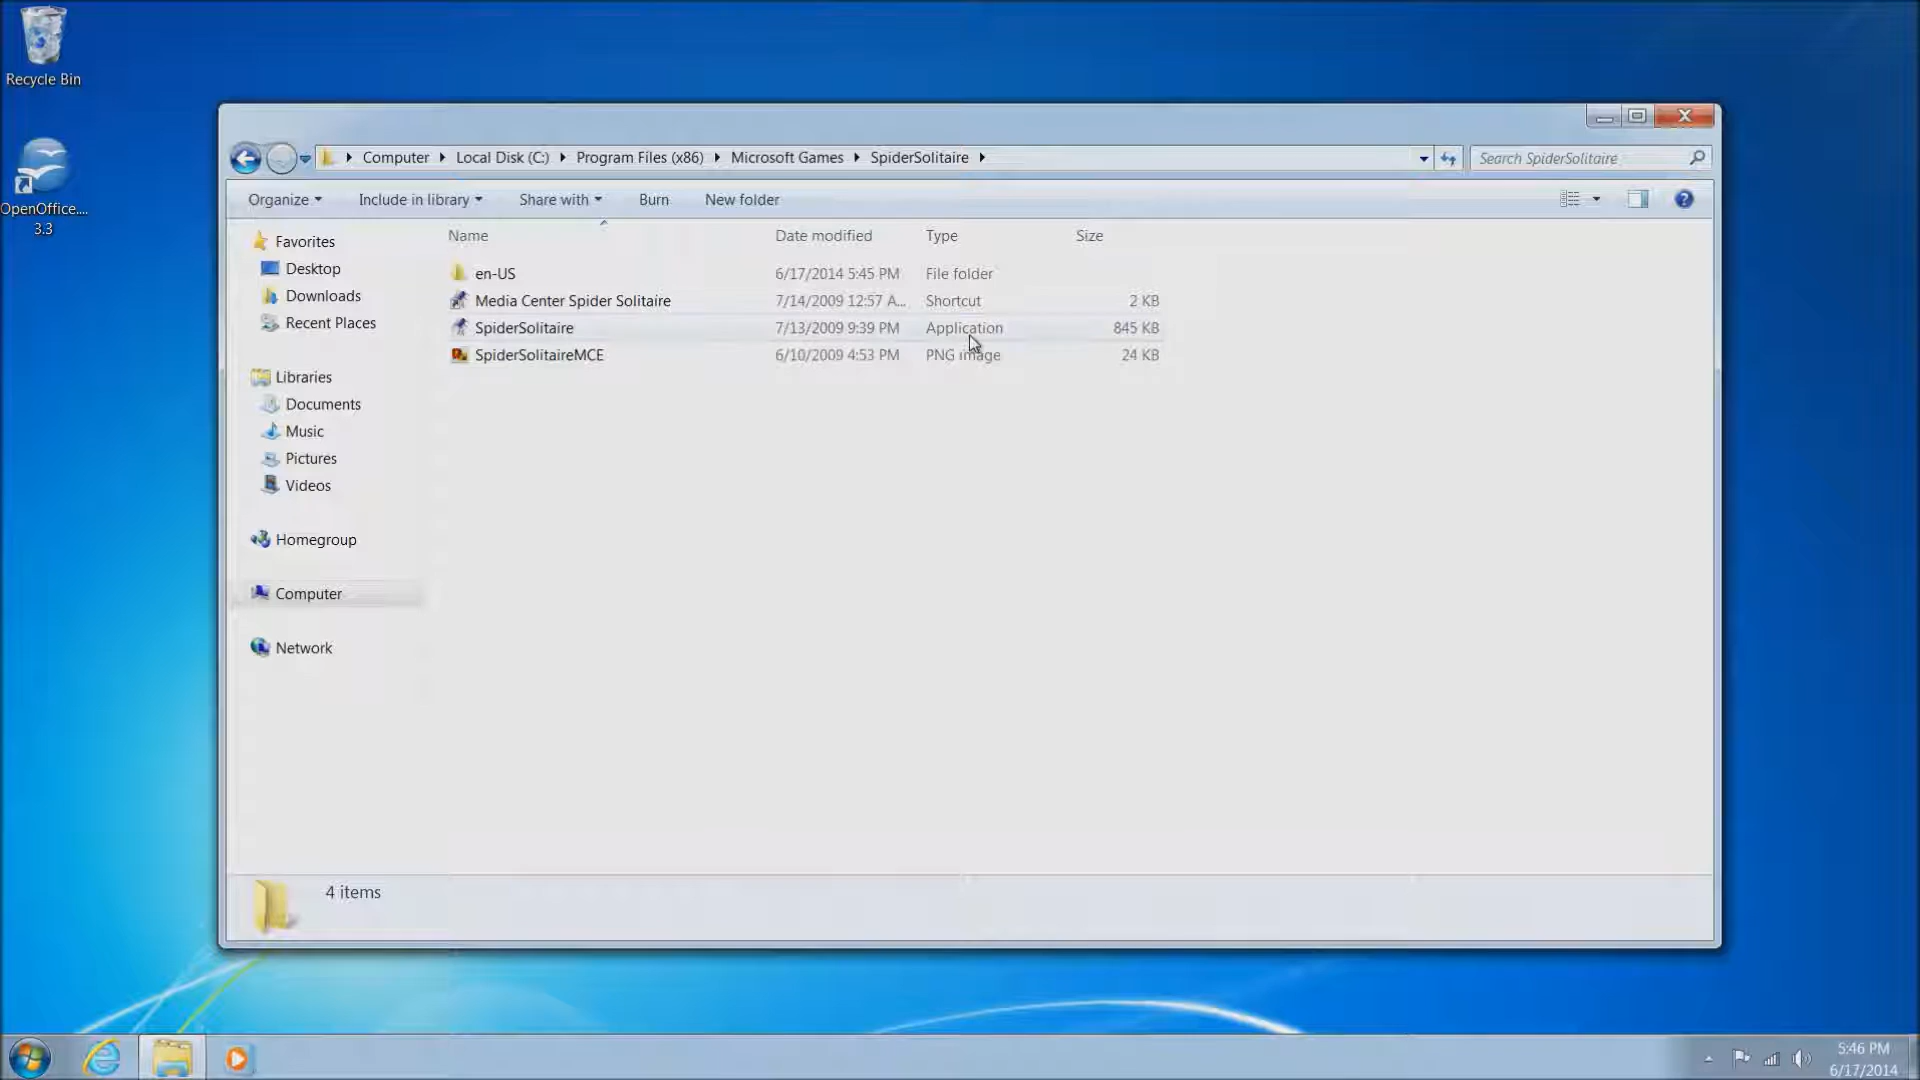 Recycle Bin
OpenOffice....
3.3
Computer Local Disk (C:) Program Files (x86) Microsoft Games SpiderSolitaire
Search SpiderSolitaire
Organize Include in library Share with Burn New folder
Name Date modified Type Size
en-US 6/17/2014 5:45 PM File folder
Media Center Spider Solitaire 7/14/2009 12:57 A... Shortcut 2 KB
SpiderSolitaire 7/13/2009 9:39 PM Application 845 KB
SpiderSolitaireMCE 6/10/2009 4:53 PM PNG image 24 KB
Favorites
Desktop
Downloads
Recent Places
Libraries
Documents
Music
Pictures
Videos
Homegroup
Computer
Network
4 items
5:46 PM
6/17/2014